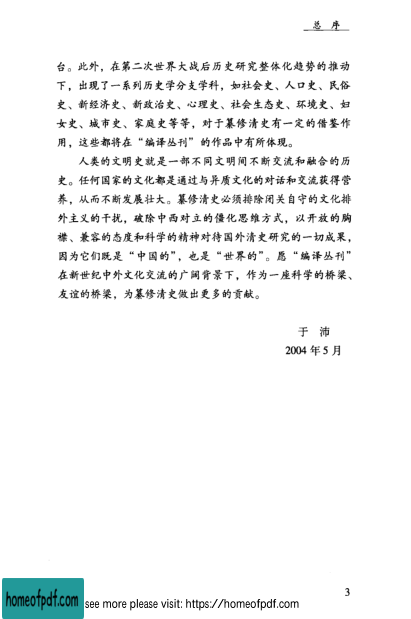 总 序
台。此外，在第二次世界大战后历史研究整体化趋势的推动
下，出现了一系列历史学分支学科，如社会史、人口史、民俗
史、新经济史、新政治史、心理史、社会生态史、环境史、妇
女史、城市史、家庭史等等，对于纂修清史有一定的借鉴作
用，这些都将在“编译丛刊”的作品中有所体现。
人类的文明史就是一部不同文明间不断交流和融合的历
史。任何国家的文化都是通过与异质文化的对话和交流获得营
养，从而不断发展壮大。纂修清史必须排除闭关自守的文化排
外主义的干扰，破除中西对立的僵化思维方式，以开放的胸
襟、兼容的态度和科学的精神对待国外清史研究的一切成果，
因为它们既是“中国的”，也是“世界的”。愿“编译丛刊”
在新世纪中外文化交流的广阔背景下，作为一座科学的桥梁、
友谊的桥梁，为纂修清史做出更多的贡献。
于 沛
2004 年 5 月
3
homeofpdf.com
see more please visit: https://homeofpdf.com